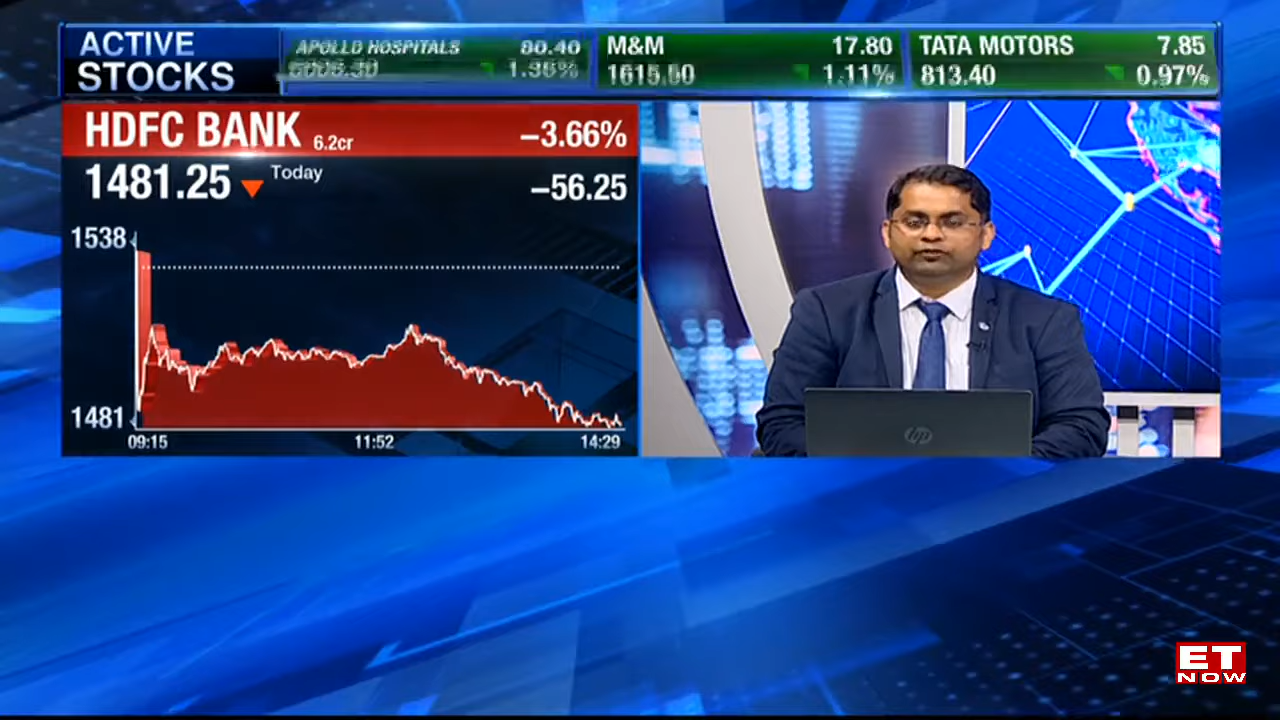 ACTIVE
STOCKS
APOLLO HOSPITALS 80.40
1.36%
M&M 17.80
1615.50 1.11%
TATA MOTORS 7.85
813.40 0.97%
HDFC BANK 6.2cr −3.66%
1481.25 Today −56.25
1538
1481
09:15 11:52 14:29
hp
ET
NOW